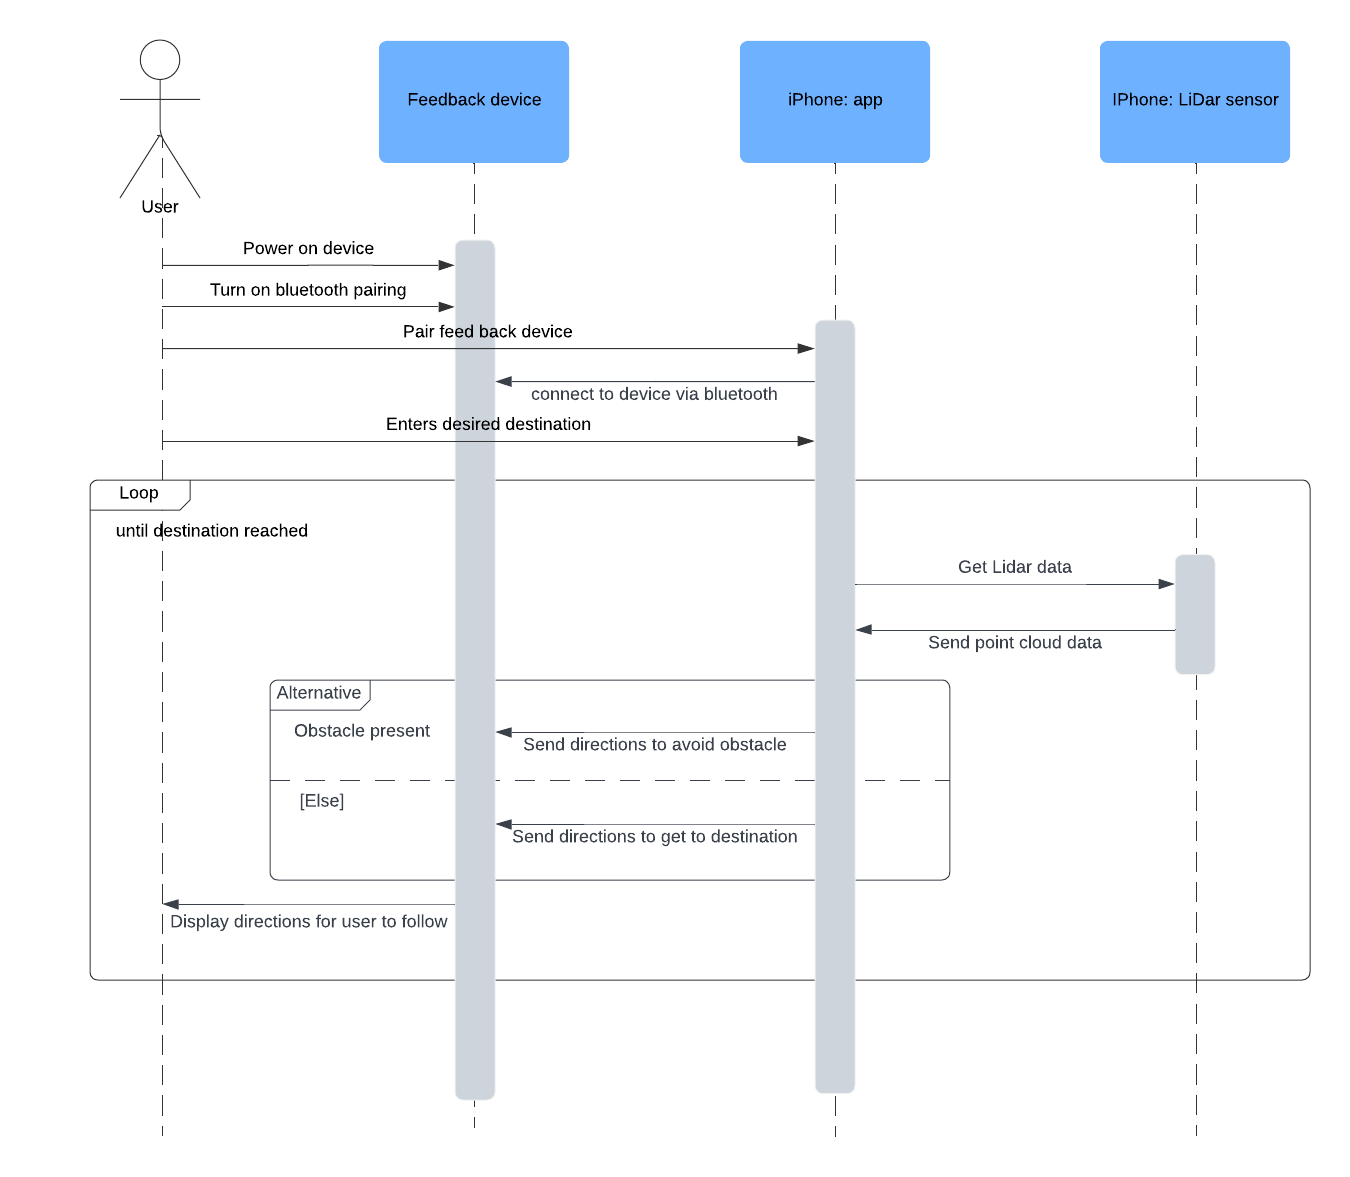 Feedback device
iPhone: app
IPhone: LiDar sensor
User
Power on device
Turn on bluetooth pairing
Pair feed back device
connect to device via bluetooth
Enters desired destination
Loop
until destination reached
Get Lidar data
Send point cloud data
Alternative
Obstacle present
Send directions to avoid obstacle
[Else]
Send directions to get to destination
Display directions for user to follow